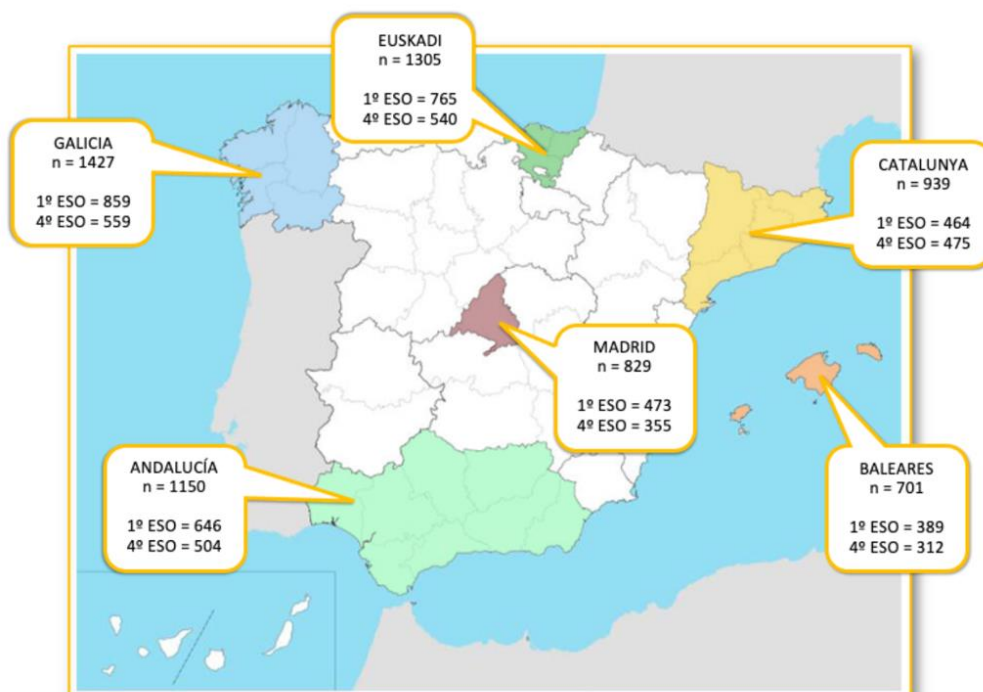 EUSKADI
n = 1305
1º ESO = 765
4º ESO = 540
GALICIA
n = 1427
1º ESO = 859
4º ESO = 559
CATALUNYA
n = 939
1º ESO = 464
4º ESO = 475
MADRID
n = 829
1º ESO = 473
4º ESO = 355
ANDALUCÍA
n = 1150
1º ESO = 646
4º ESO = 504
BALEARES
n = 701
1º ESO = 389
4º ESO = 312